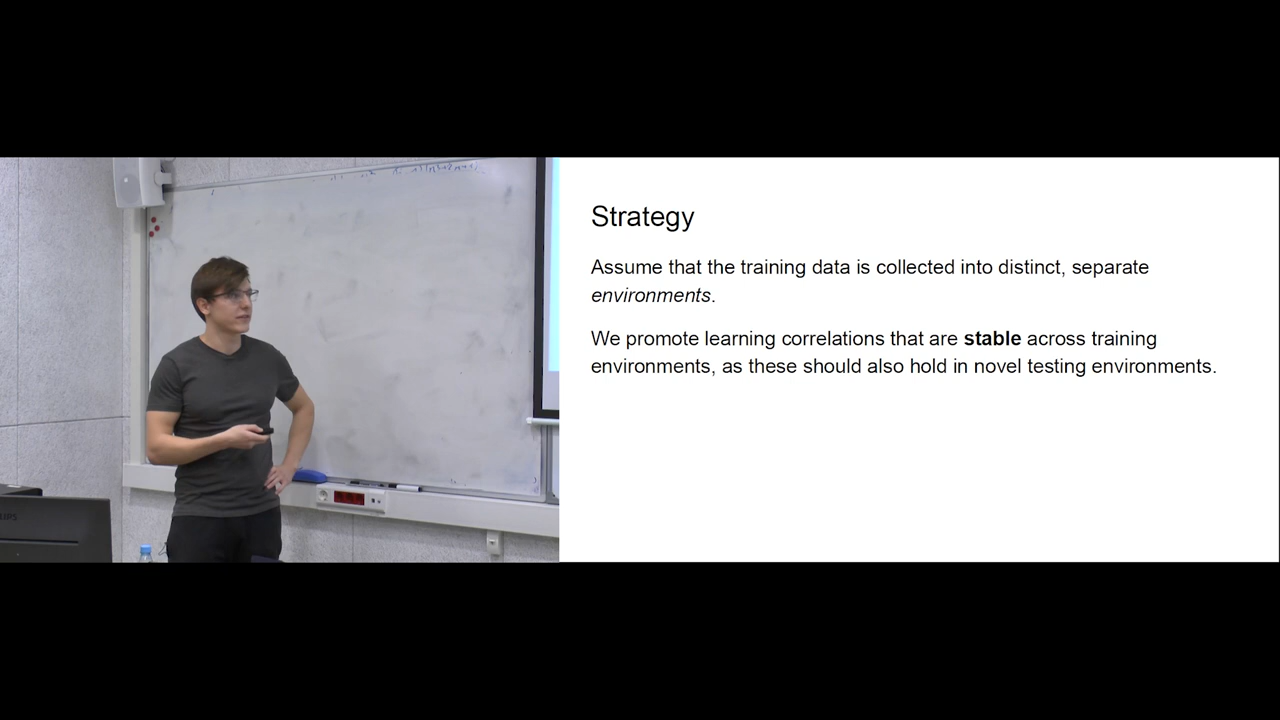 Strategy
Assume that the training data is collected into distinct, separate
environments.
We promote learning correlations that are stable across training
environments, as these should also hold in novel testing environments.